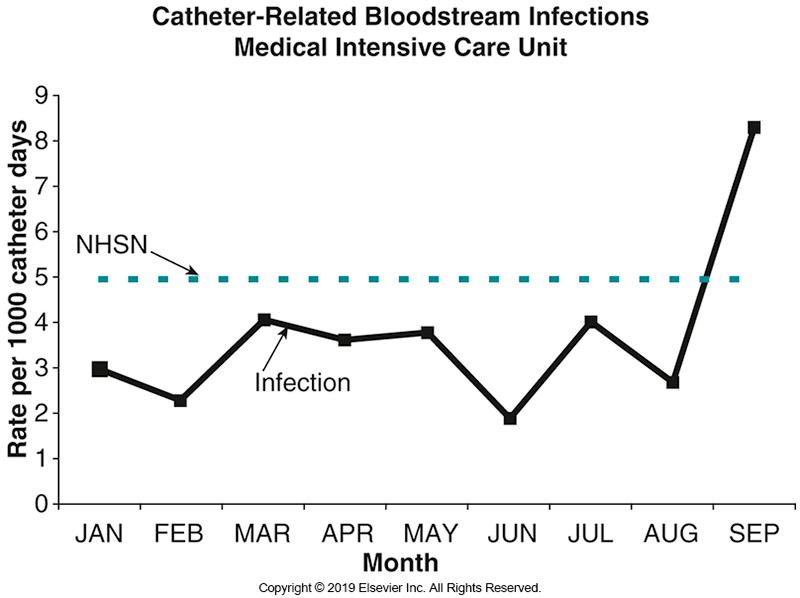 Catheter-Related Bloodstream Infections
Medical Intensive Care Unit
Rate per 1000 catheter days
9
8
7
6
5
4
3
2
1
0
NHSN
Infection
JAN FEB MAR APR MAY JUN JUL AUG SEP
Month
Copyright © 2019 Elsevier Inc. All Rights Reserved.